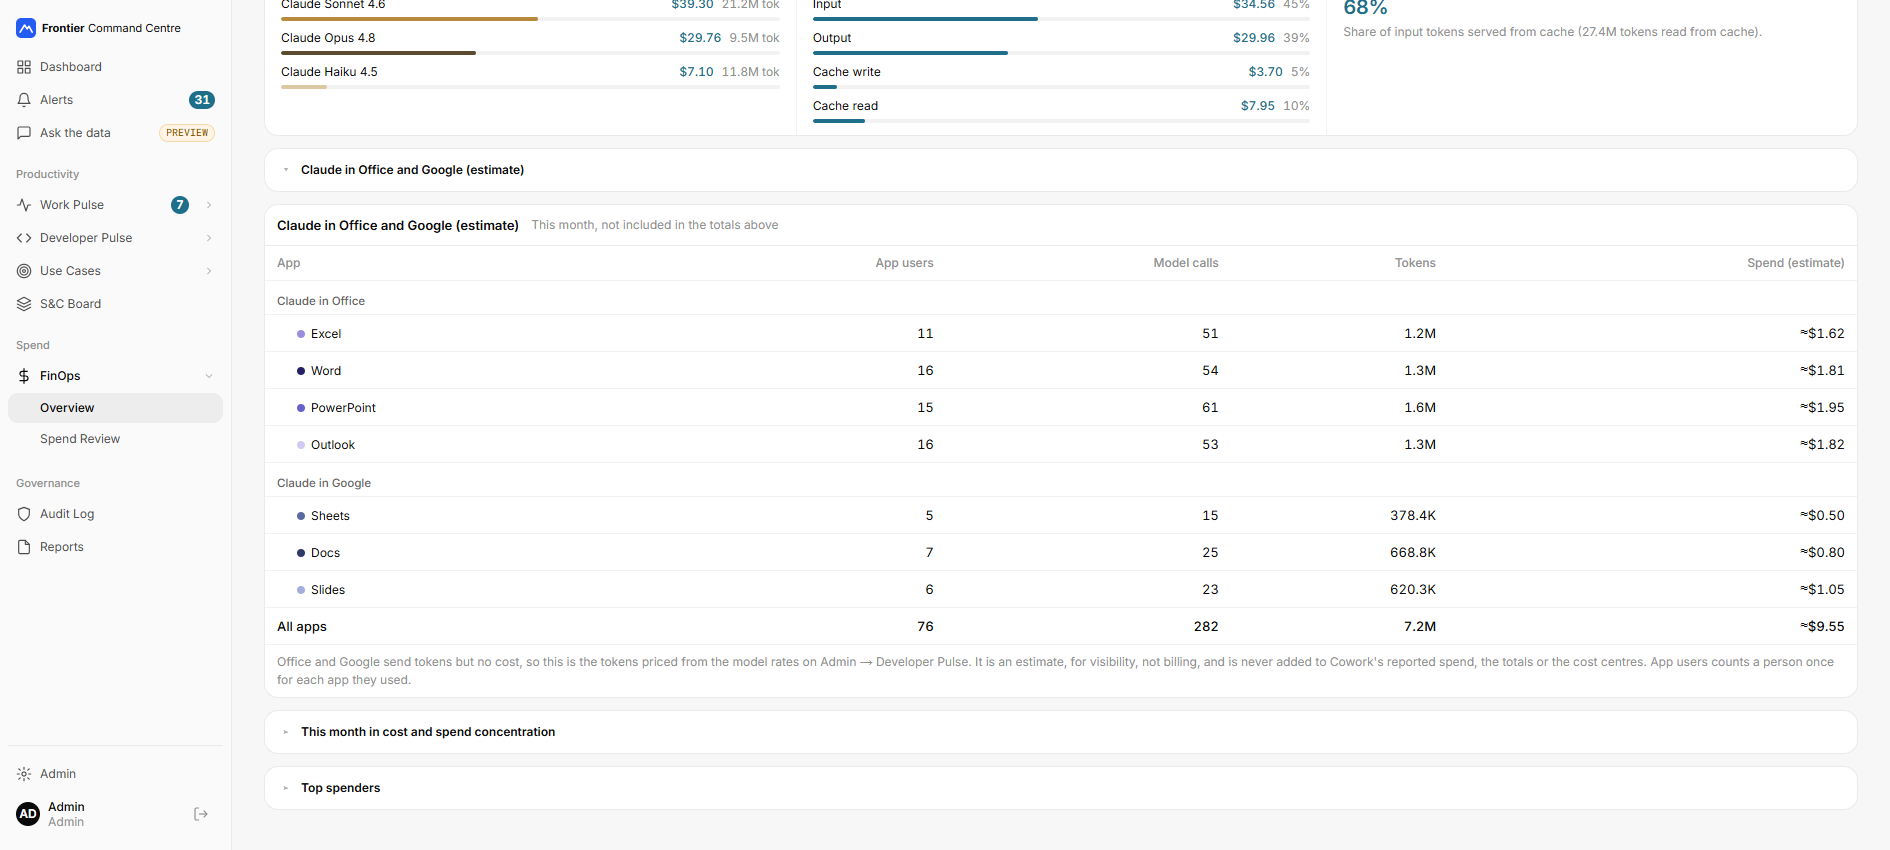 Frontier Command Centre
Dashboard
Alerts 31
Ask the data PREVIEW
Productivity
Work Pulse 7
Developer Pulse
Use Cases
S&C Board
Spend
FinOps
Overview
Spend Review
Governance
Audit Log
Reports
Admin
AD Admin
Admin
Claude Sonnet 4.6 $39.30 21.2M tok
Claude Opus 4.8 $29.76 9.5M tok
Claude Haiku 4.5 $7.10 11.8M tok
Input $34.56 45%
Output $29.96 39%
Cache write $3.70 5%
Cache read $7.95 10%
68%
Share of input tokens served from cache (27.4M tokens read from cache).
Claude in Office and Google (estimate)
Claude in Office and Google (estimate) This month, not included in the totals above
App App users Model calls Tokens Spend (estimate)
Claude in Office
Excel 11 51 1.2M ≈$1.62
Word 16 54 1.3M ≈$1.81
PowerPoint 15 61 1.6M ≈$1.95
Outlook 16 53 1.3M ≈$1.82
Claude in Google
Sheets 5 15 378.4K ≈$0.50
Docs 7 25 668.8K ≈$0.80
Slides 6 23 620.3K ≈$1.05
All apps 76 282 7.2M ≈$9.55
Office and Google send tokens but no cost, so this is the tokens priced from the model rates on Admin → Developer Pulse. It is an estimate, for visibility, not billing, and is never added to Cowork's reported spend, the totals or the cost centres. App users counts a person once
for each app they used.
This month in cost and spend concentration
Top spenders